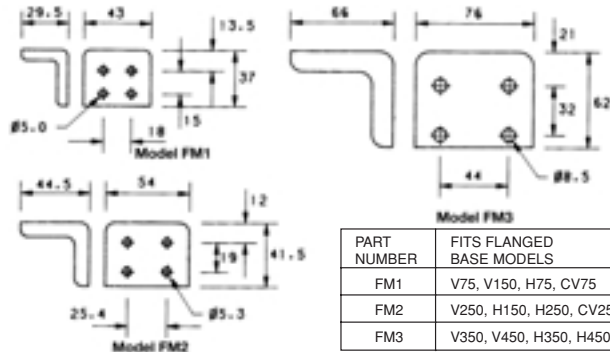 29.5
43
13.5
37
15
Ø5.0
18
Model FM1
66
76
21
62
32
44
Ø8.5
Model FM3
44.5
54
12
41.5
19
25.4
Ø5.3
Model FM2
PART NUMBER
FITS FLANGED BASE MODELS
FM1 V75, V150, H75, CV75
FM2 V250, H150, H250, CV25
FM3 V350, V450, H350, H450